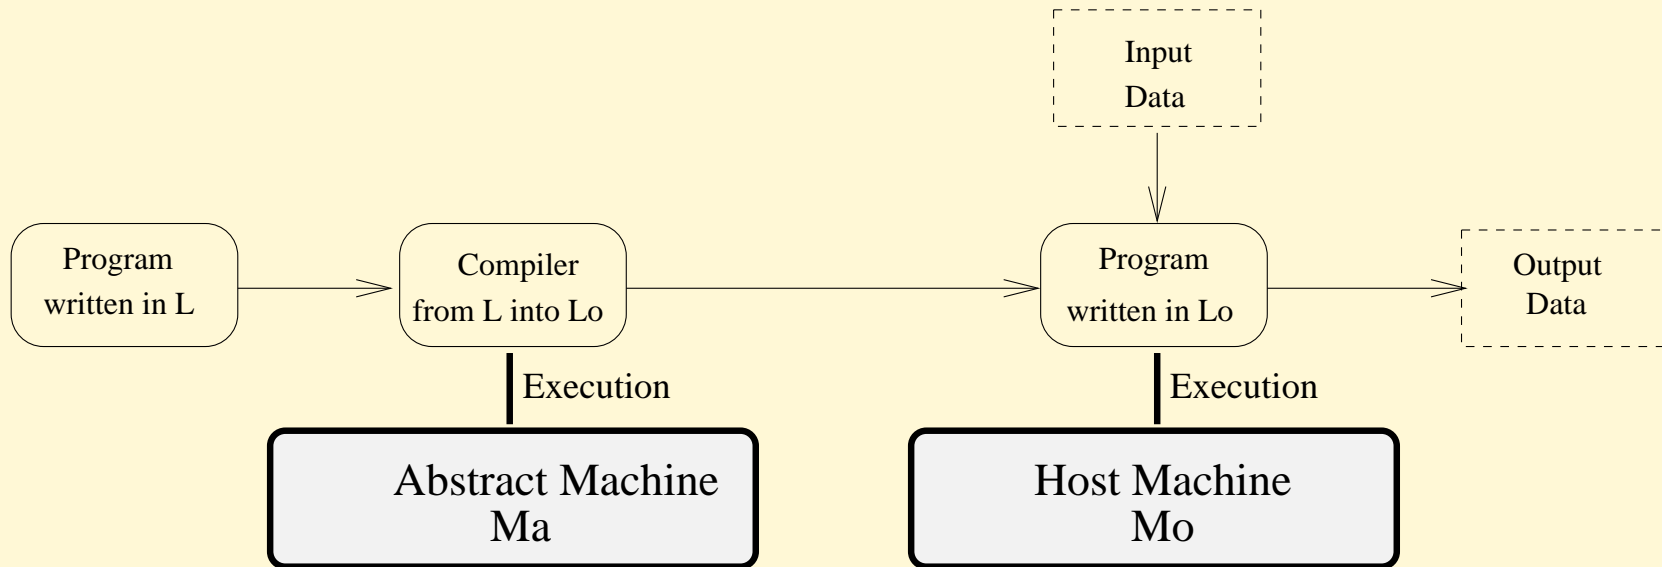 Input
Data
Program
written in L
Compiler
from L into Lo
Program
written in Lo
Output
Data
Execution
Execution
Abstract Machine
Ma
Host Machine
Mo